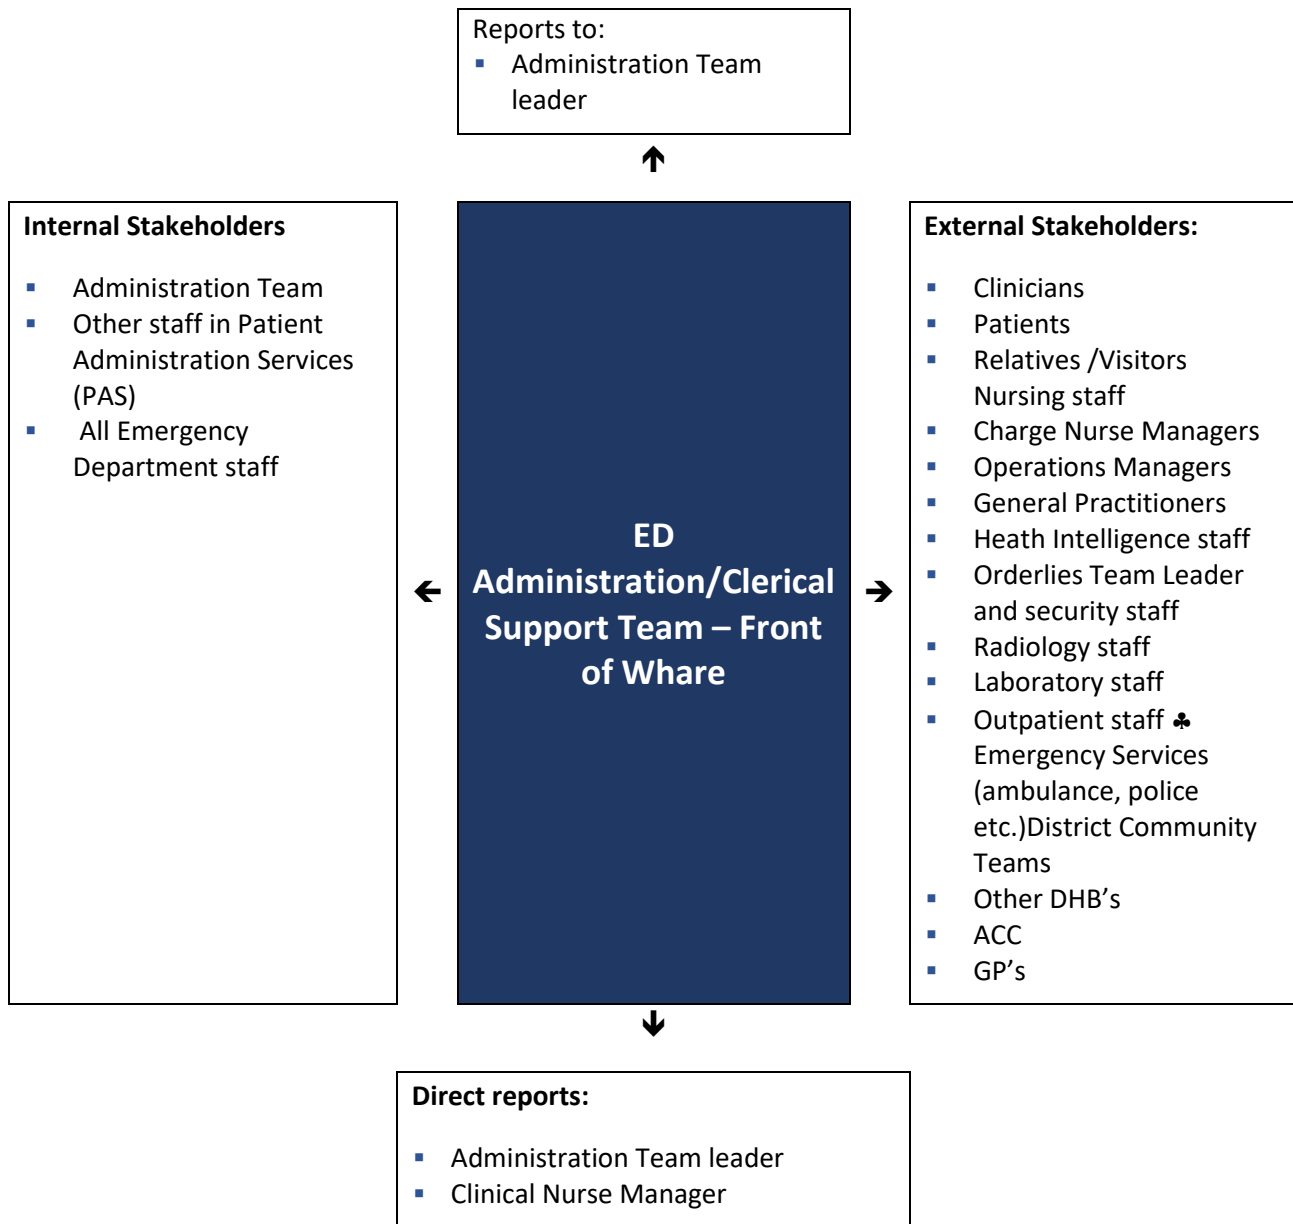 Reports to:
▪ Administration Team
leader
↑
Internal Stakeholders
▪ Administration Team
▪ Other staff in Patient
Administration Services
(PAS)
▪ All Emergency
Department staff
←
ED
Administration/Clerical
Support Team – Front
of Whare
→
External Stakeholders:
▪ Clinicians
▪ Patients
▪ Relatives /Visitors
Nursing staff
▪ Charge Nurse Managers
▪ Operations Managers
▪ General Practitioners
▪ Heath Intelligence staff
▪ Orderlies Team Leader
and security staff
▪ Radiology staff
▪ Laboratory staff
▪ Outpatient staff ♣
Emergency Services
(ambulance, police
etc.)District Community
Teams
▪ Other DHB’s
▪ ACC
▪ GP’s
↓
Direct reports:
▪ Administration Team leader
▪ Clinical Nurse Manager